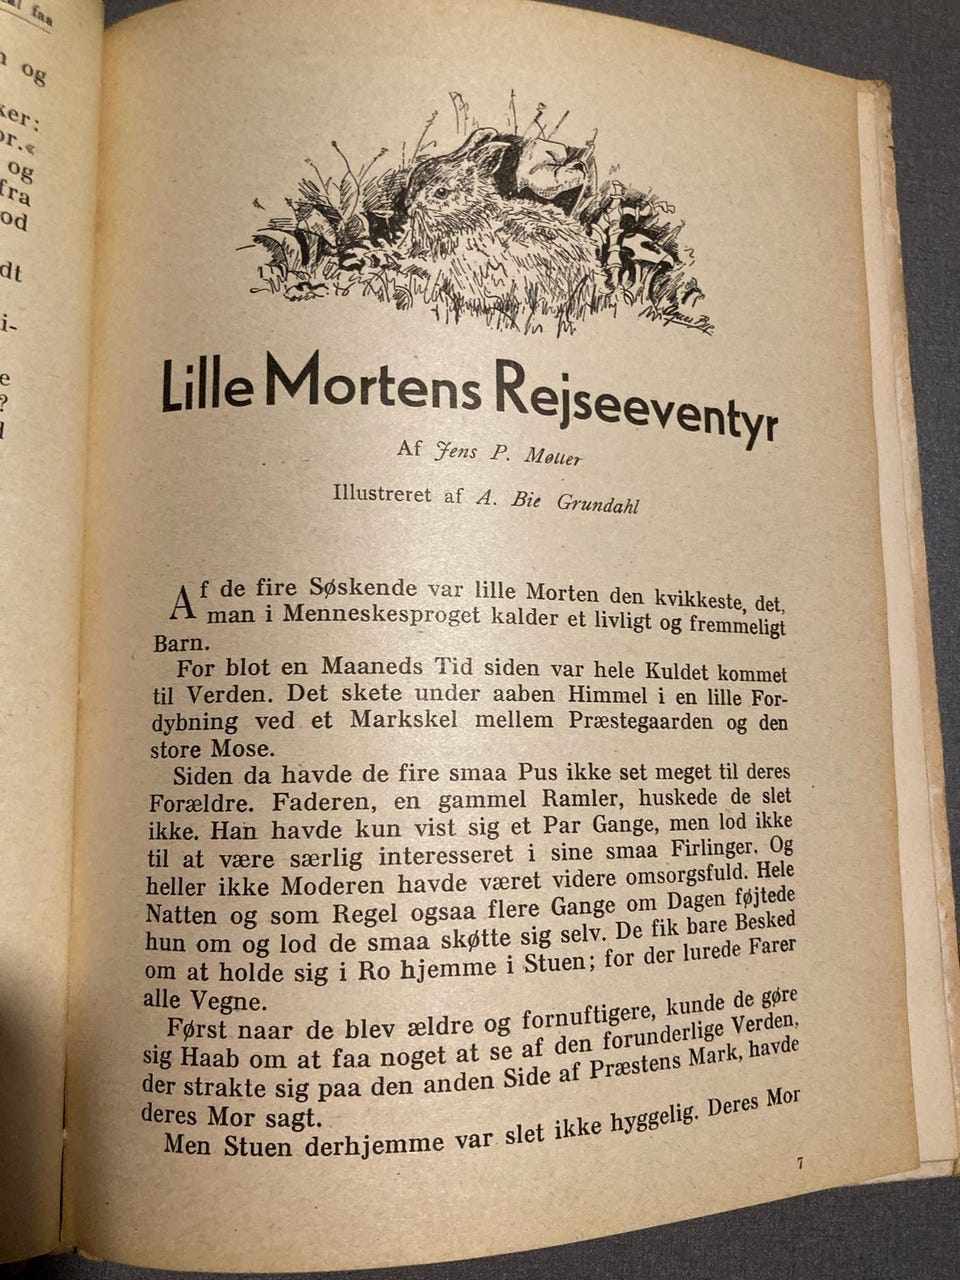 al faa
og
ker:
or.«
og
fra
od
dt
i-
e
?
d
Lille Mortens Rejseeventyr
Af Jens P. Møller
Illustreret af A. Bie Grundahl
Af de fire Søskende var lille Morten den kvikkeste, det,
man i Menneskesproget kalder et livligt og fremmeligt
Barn.
For blot en Maaneds Tid siden var hele Kuldet kommet
til Verden. Det skete under aaben Himmel i en lille For-
dybning ved et Markskel mellem Præstegaarden og den
store Mose.
Siden da havde de fire smaa Pus ikke set meget til deres
Forældre. Faderen, en gammel Ramler, huskede de slet
ikke. Han havde kun vist sig et Par Gange, men lod ikke
til at være særlig interesseret i sine smaa Firlinger. Og
heller ikke Moderen havde været videre omsorgsfuld. Hele
Natten og som Regel ogsaa flere Gange om Dagen føjtede
hun om og lod de smaa skøtte sig selv. De fik bare Besked
om at holde sig i Ro hjemme i Stuen; for der lurede Farer
alle Vegne.
Først naar de blev ældre og fornuftigere, kunde de gøre
sig Haab om at faa noget at se af den forunderlige Verden,
der strakte sig paa den anden Side af Præstens Mark, havde
deres Mor sagt.
Men Stuen derhjemme var slet ikke hyggelig. Deres Mor
7